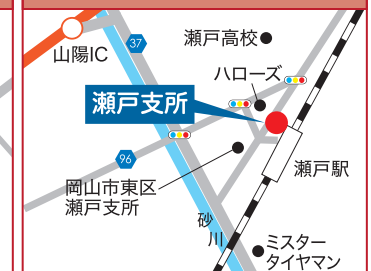 37
瀬戸高校
山陽IC
ハローズ
瀬戸支所
96
瀬戸駅
岡山市東区
瀬戸支所
砂
川
ミスター
タイヤマン